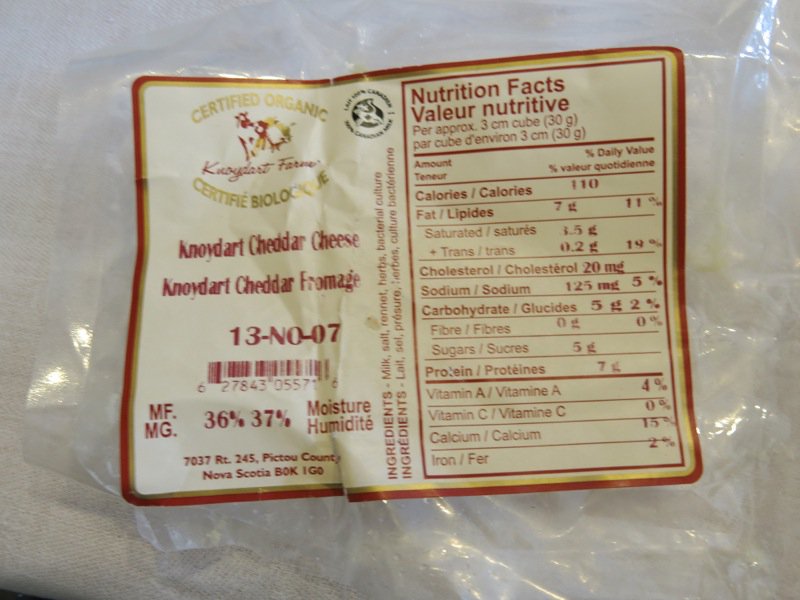 CERTIFIED ORGANIC
Knoydart Farm
CERTIFIÉ BIOLOGIQUE
Knoydart Cheddar Cheese
Knoydart Cheddar Fromage
13-NO-07
6 27843 05571 6
MF.
MG.
36% 37%
Moisture
Humidité
7037 Rt. 245, Pictou County
Nova Scotia B0K 1G0
LAIT 100% CANADIEN
100% CANADIAN MILK
INGREDIENTS - Milk, salt, rennet, herbs, bacterial culture
INGRÉDIENTS - Lait, sel, présure, herbes, culture bactérienne
Nutrition Facts
Valeur nutritive
Per approx. 3 cm cube (30 g)
par cube d'environ 3 cm (30 g)
Amount % Daily Value
Teneur % valeur quotidienne
Calories / Calories 110
Fat / Lipides 7 g 11 %
Saturated / saturés 3.5 g
+ Trans / trans 0.2 g 19 %
Cholesterol / Cholestérol 20 mg
Sodium / Sodium 125 mg 5 %
Carbohydrate / Glucides 5 g 2 %
Fibre / Fibres 0 g 0 %
Sugars / Sucres 5 g
Protein / Protéines 7 g
Vitamin A / Vitamine A 4 %
Vitamin C / Vitamine C 0 %
Calcium / Calcium 15 %
Iron / Fer 2 %